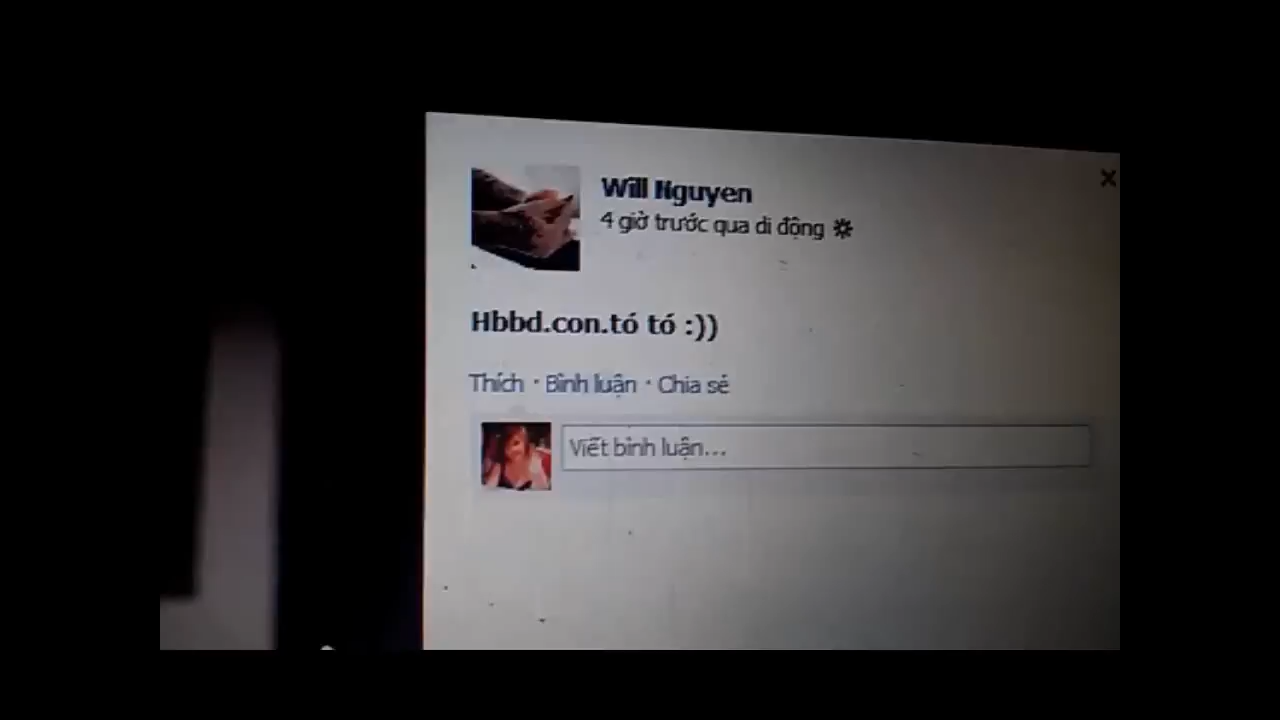 Will Nguyen
4 giờ trước qua di động
Hbbd.con.tó tó :))
Thích · Bình luận · Chia sẻ
Viết bình luận...